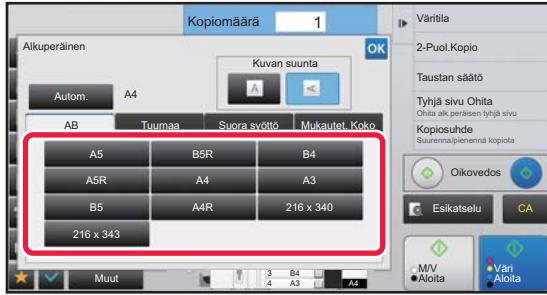 Kopiomäärä 1
Alkuperäinen
OK
Kuvan suunta
Autom. A4
A A
AB Tuumaa Suora syöttö Mukautet. Koko
A5 B5R B4
A5R A4 A3
B5 A4R 216 x 340
216 x 343
Muut
3 B4
4 A3
A4
Väritila
2-Puol.Kopio
Taustan säätö
Tyhjä sivu Ohita
Ohita alk.peräisen tyhjä sivu
Kopiosuhde
Suurenna/pienennä kopiota
Oikovedos
Esikatselu CA
M/V
Aloita
Väri
Aloita